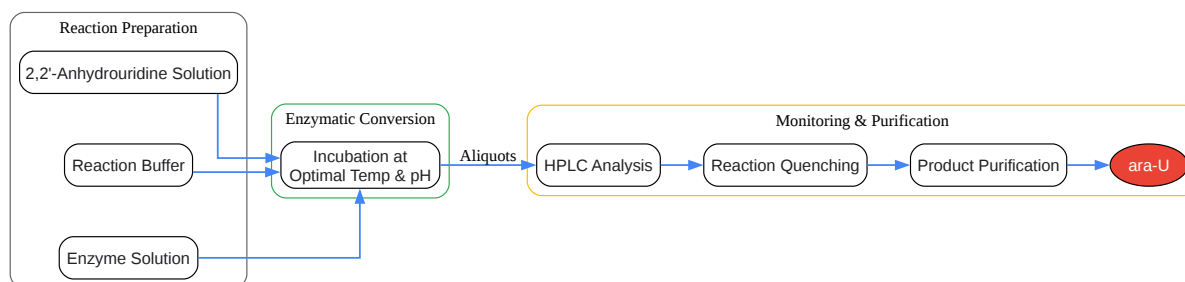 Reaction Preparation
2,2'-Anhydrouridine Solution
Reaction Buffer
Enzyme Solution
Enzymatic Conversion
Incubation at
Optimal Temp & pH
Aliquots
Monitoring & Purification
HPLC Analysis
Reaction Quenching
Product Purification
ara-U